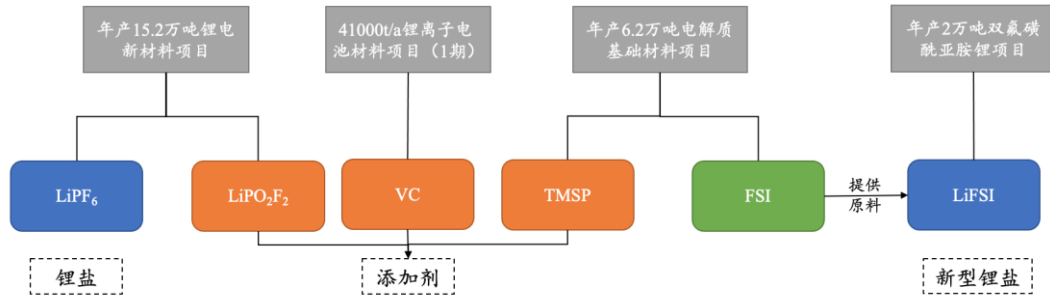 年产15.2万吨锂电
新材料项目
41000t/a锂离子电
池材料项目（1期）
年产6.2万吨电解质
基础材料项目
年产2万吨双氟磺
酰亚胺锂项目
LiPF₆
LiPO₂F₂
VC
TMSP
FSI
提供
原料
LiFSI
锂盐
添加剂
新型锂盐